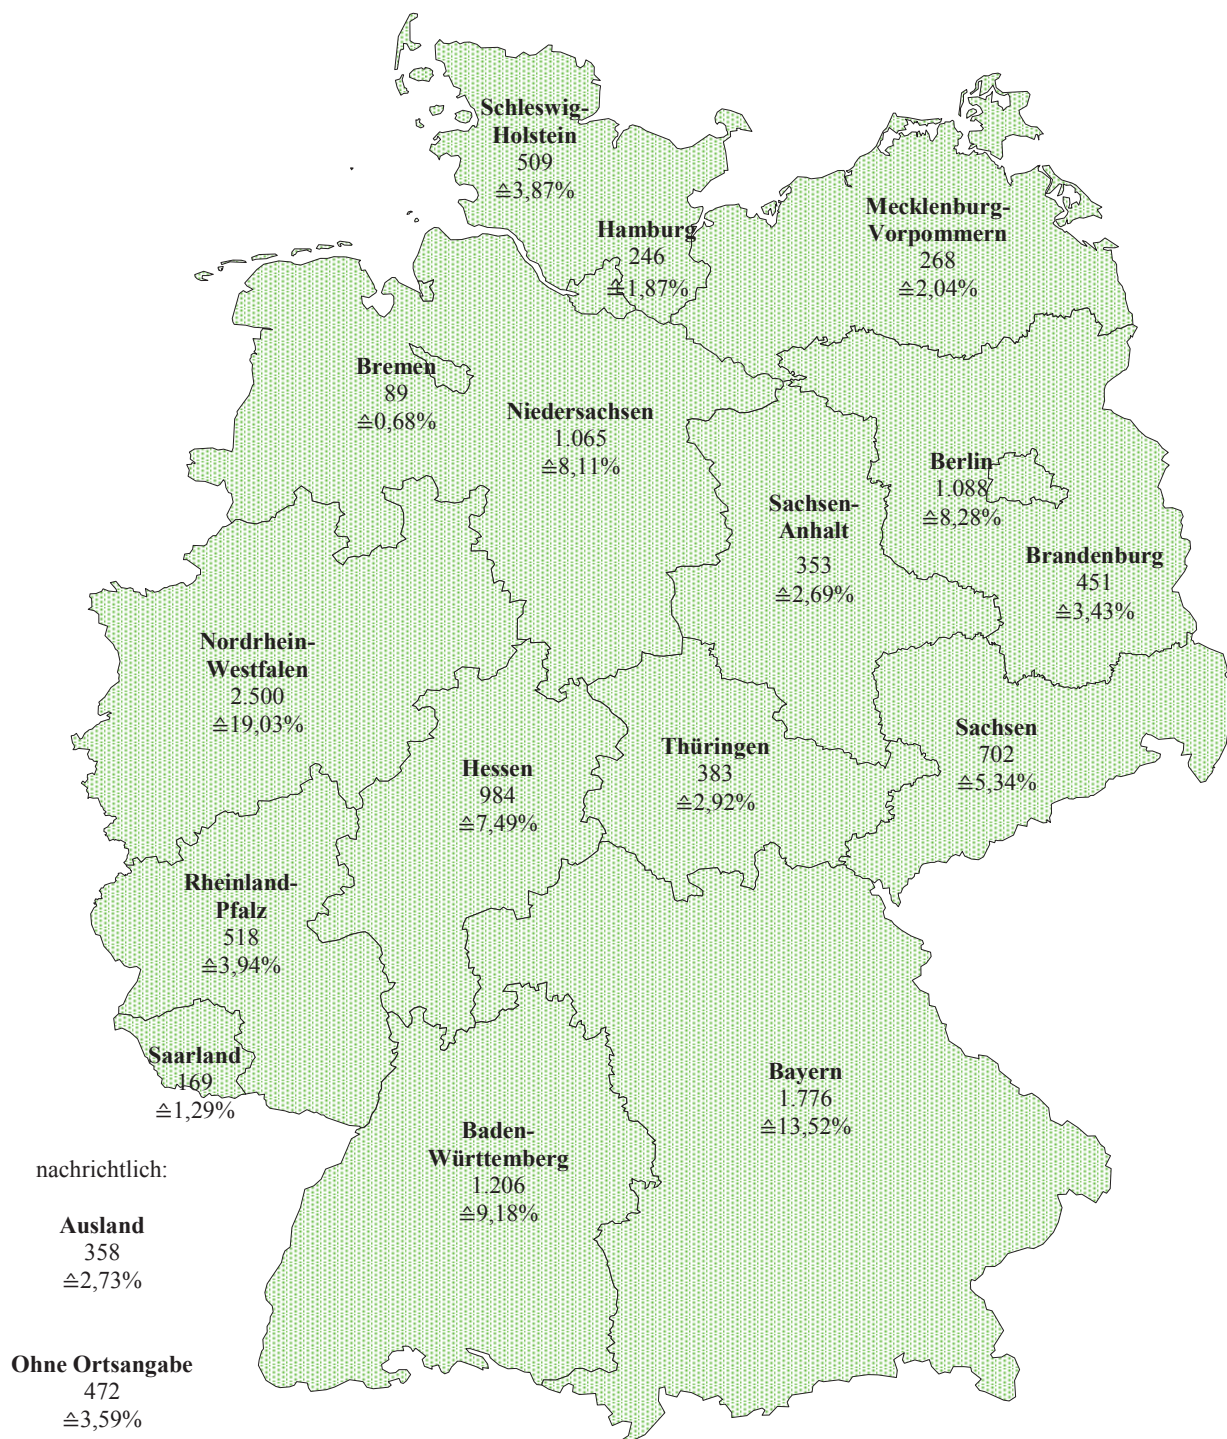 Schleswig-
Holstein
509
≙3,87%
Hamburg
246
≙1,87%
Mecklenburg-
Vorpommern
268
≙2,04%
Bremen
89
≙0,68%
Niedersachsen
1.065
≙8,11%
Berlin
1.088
≙8,28%
Sachsen-
Anhalt
353
≙2,69%
Brandenburg
451
≙3,43%
Nordrhein-
Westfalen
2.500
≙19,03%
Hessen
984
≙7,49%
Thüringen
383
≙2,92%
Sachsen
702
≙5,34%
Rheinland-
Pfalz
518
≙3,94%
Saarland
169
≙1,29%
Bayern
1.776
≙13,52%
Baden-
Württemberg
1.206
≙9,18%
nachrichtlich:
Ausland
358
≙2,73%
Ohne Ortsangabe
472
≙3,59%